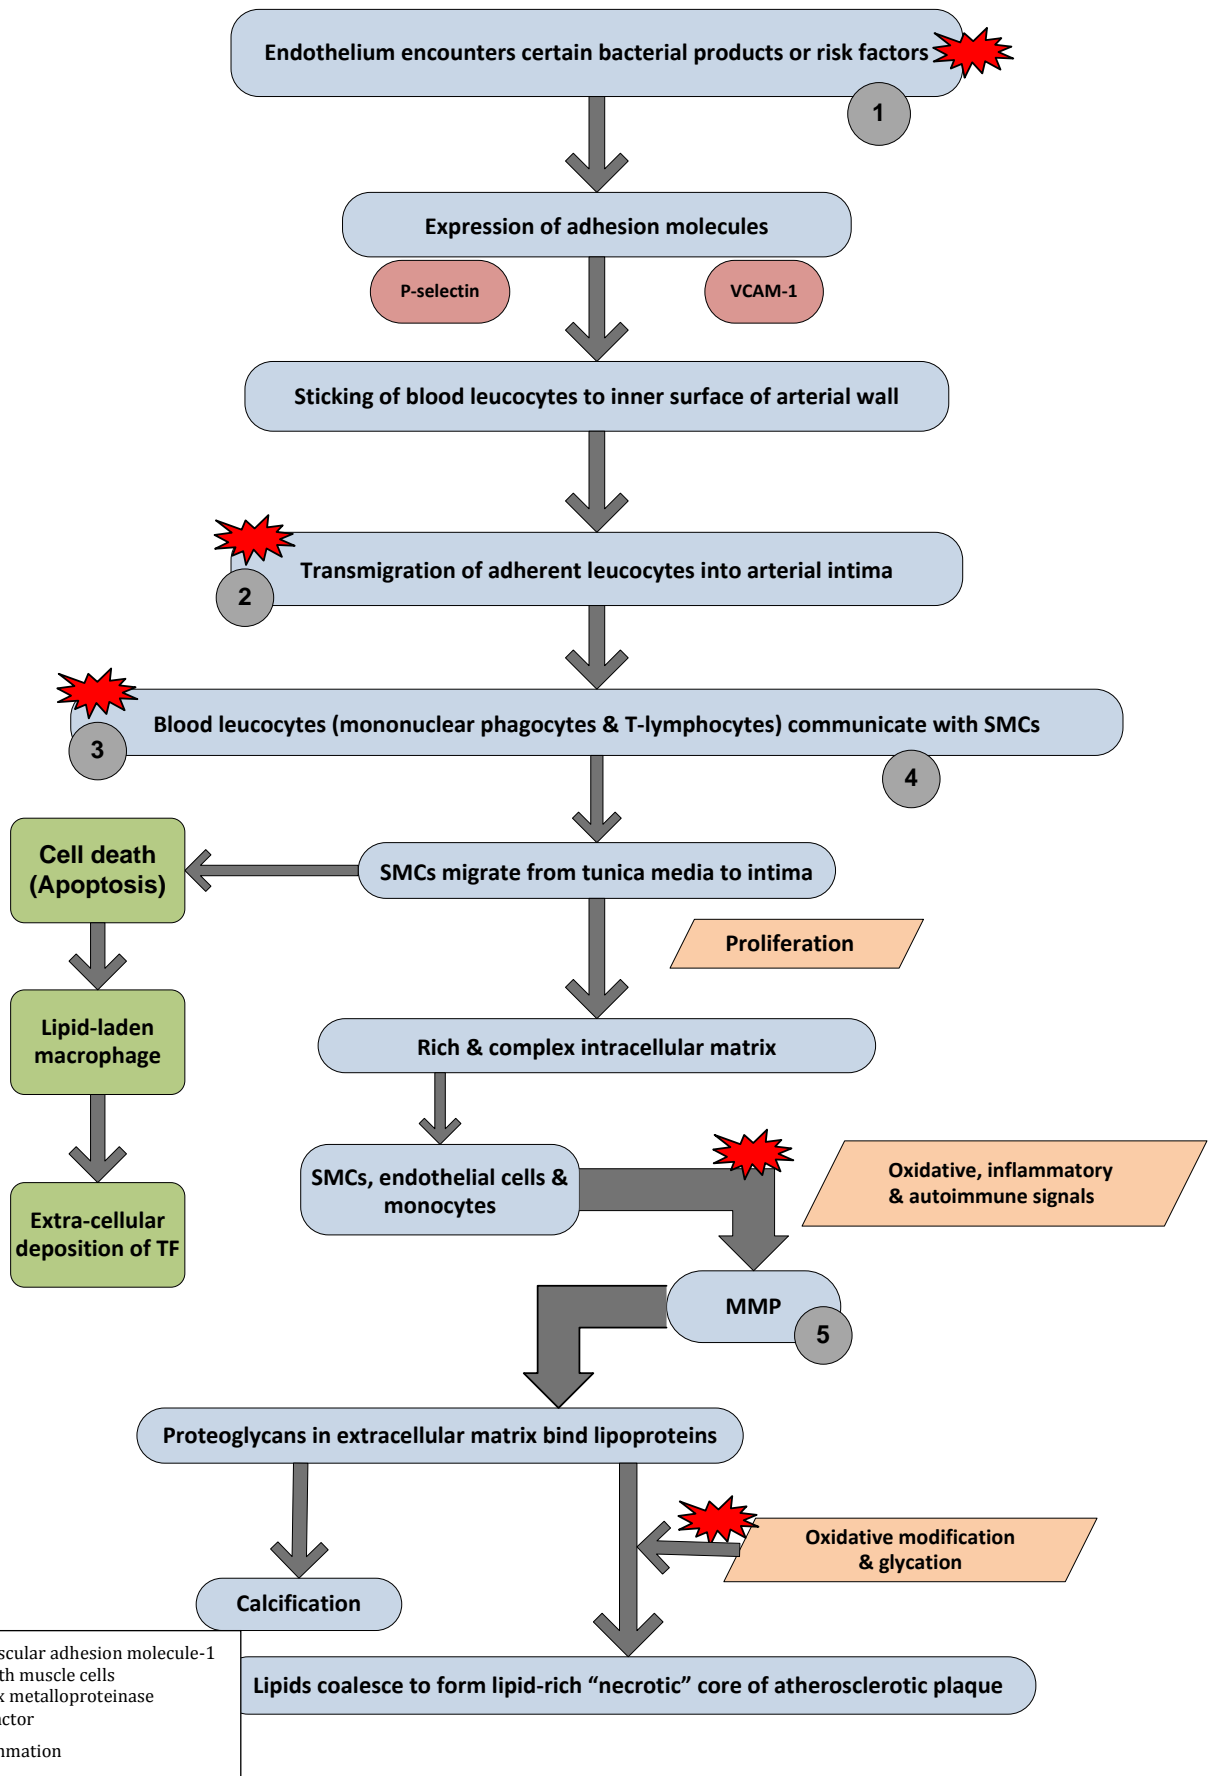 Endothelium encounters certain bacterial products or risk factors
1
Expression of adhesion molecules
P-selectin
VCAM-1
Sticking of blood leucocytes to inner surface of arterial wall
Transmigration of adherent leucocytes into arterial intima
2
Blood leucocytes (mononuclear phagocytes & T-lymphocytes) communicate with SMCs
3
4
Cell death
(Apoptosis)
SMCs migrate from tunica media to intima
Proliferation
Lipid-laden
macrophage
Rich & complex intracellular matrix
SMCs, endothelial cells &
monocytes
Oxidative, inflammatory
& autoimmune signals
Extra-cellular
deposition of TF
MMP
5
Proteoglycans in extracellular matrix bind lipoproteins
Oxidative modification
& glycation
Calcification
adhesion molecule-1
muscle cells
metalloproteinase
Lipids coalesce to form lipid-rich “necrotic” core of atherosclerotic plaque